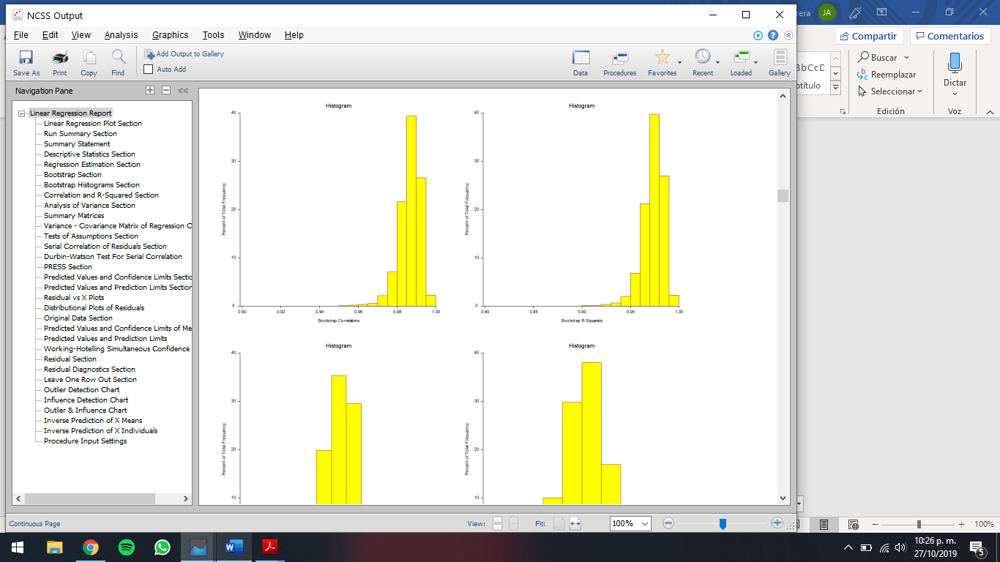 NCSS Output
rera JA
File Edit View Analysis Graphics Tools Window Help
Compartir Comentarios
Save As Print Copy Find
Add Output to Gallery
Auto Add
Data Procedures Favorites Recent Loaded Gallery
BbCcD
btítulo
Buscar
Reemplazar
Seleccionar
Edición
Dictar
Voz
Navigation Pane
Linear Regression Report
Linear Regression Plot Section
Run Summary Section
Summary Statement
Descriptive Statistics Section
Regression Estimation Section
Bootstrap Section
Bootstrap Histograms Section
Correlation and R-Squared Section
Analysis of Variance Section
Summary Matrices
Variance - Covariance Matrix of Regression C
Tests of Assumptions Section
Serial Correlation of Residuals Section
Durbin-Watson Test For Serial Correlation
PRESS Section
Predicted Values and Confidence Limits Sectio
Predicted Values and Prediction Limits Section
Residual vs X Plots
Distributional Plots of Residuals
Original Data Section
Predicted Values and Confidence Limits of Me
Predicted Values and Prediction Limits
Working-Hotelling Simultaneous Confidence
Residual Section
Residual Diagnostics Section
Leave One Row Out Section
Outlier Detection Chart
Influence Detection Chart
Outlier & Influence Chart
Inverse Prediction of X Means
Inverse Prediction of X Individuals
Procedure Input Settings
Histogram
40
30
20
10
0
Percent of Total Frequency
0.90 0.92 0.94 0.96 0.98 1.00
Bootstrap Correlations
Histogram
40
30
20
10
0
Percent of Total Frequency
0.80 0.85 0.90 0.95 1.00
Bootstrap R-Squareds
Histogram
40
30
20
10
Percent of Total Frequency
Histogram
40
30
20
10
Percent of Total Frequency
Continuous Page
View: Fit: 100%
100%
10:26 p. m.
27/10/2019
5